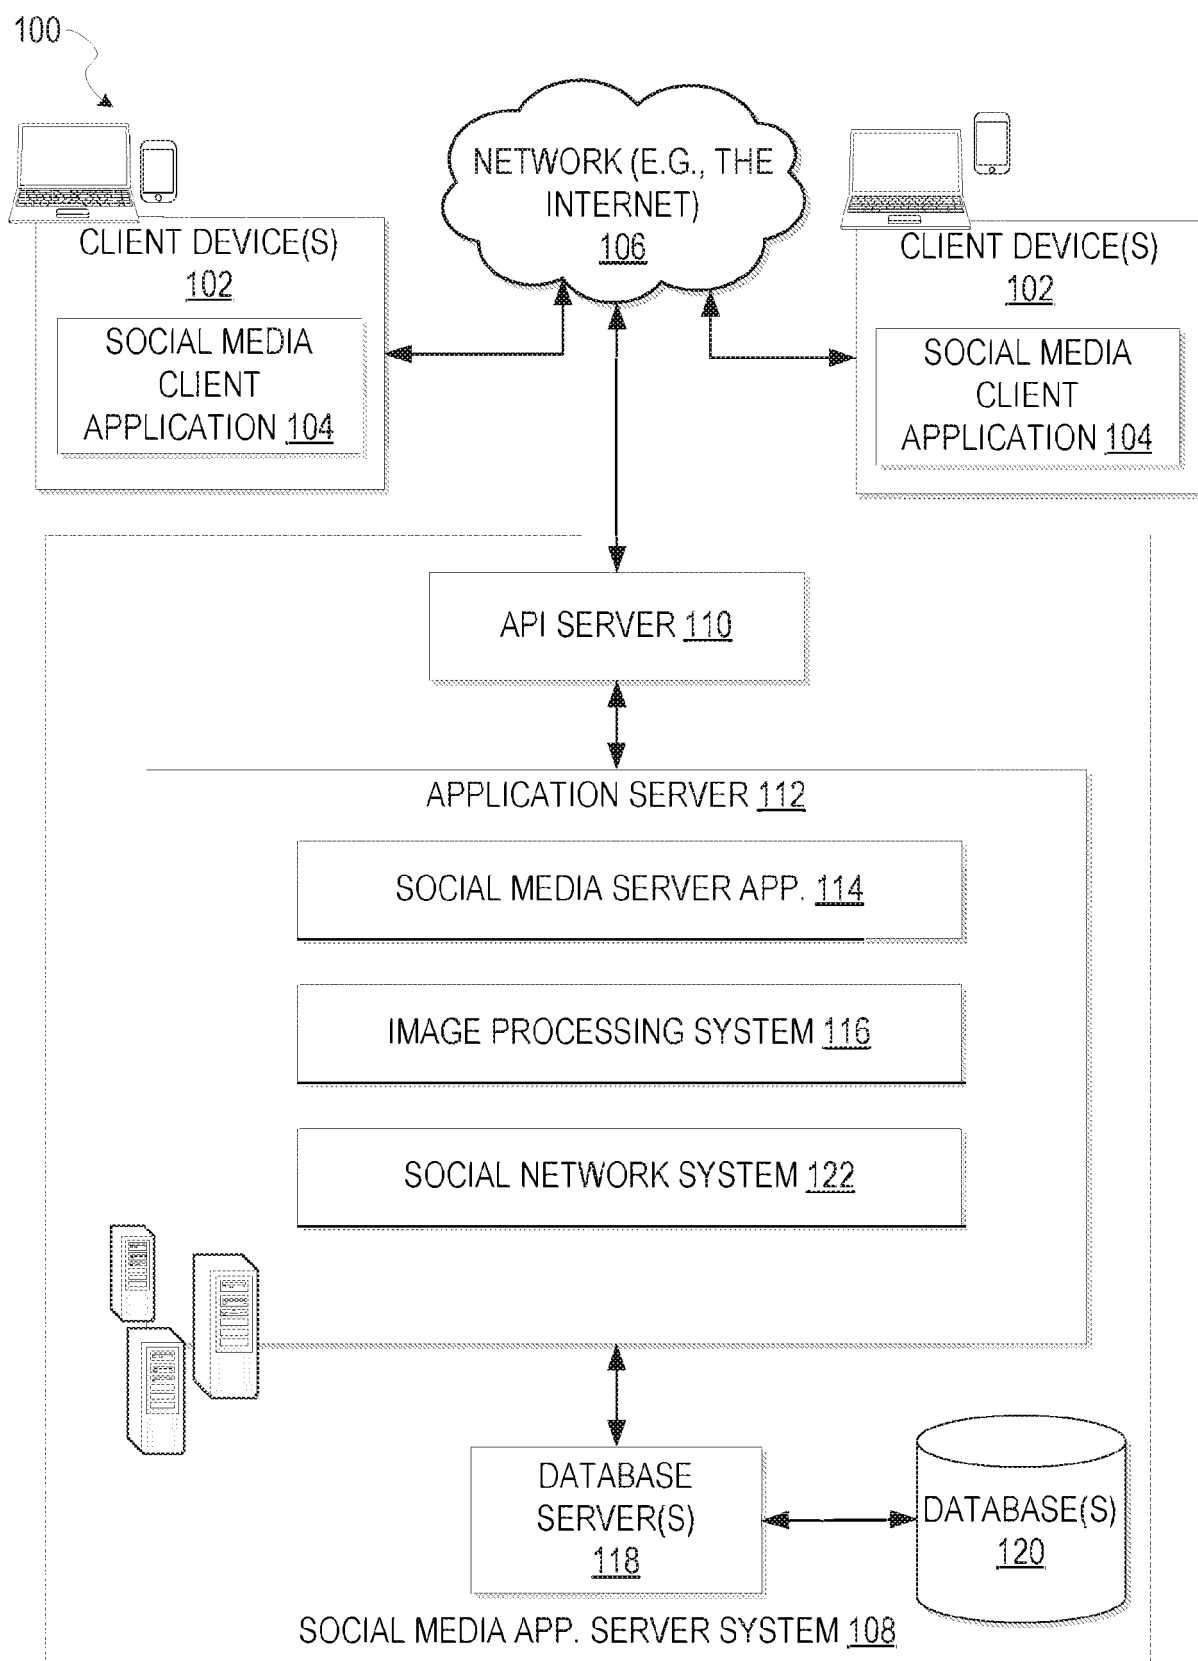 100
NETWORK (E.G., THE
INTERNET)
106
CLIENT DEVICE(S)
102
SOCIAL MEDIA
CLIENT
APPLICATION 104
CLIENT DEVICE(S)
102
SOCIAL MEDIA
CLIENT
APPLICATION 104
API SERVER 110
APPLICATION SERVER 112
SOCIAL MEDIA SERVER APP. 114
IMAGE PROCESSING SYSTEM 116
SOCIAL NETWORK SYSTEM 122
DATABASE
SERVER(S)
118
DATABASE(S)
120
SOCIAL MEDIA APP. SERVER SYSTEM 108